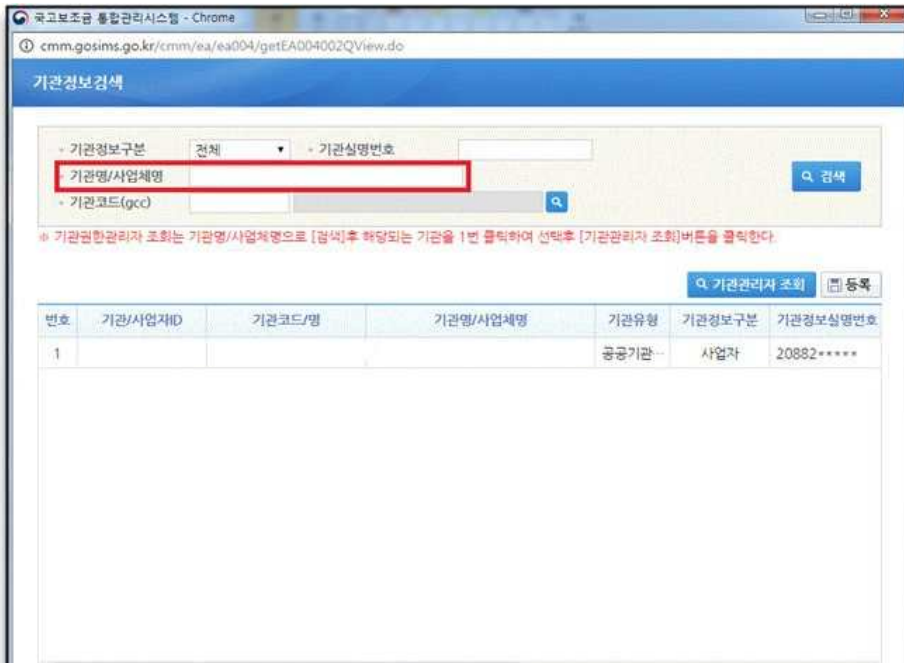 국고보조금 통합관리시스템 - Chrome
cmm.gosims.go.kr/cmm/ea/ea004/getEA004002QView.do
기관정보검색
기관정보구분 전체 기관실명번호
기관명/사업체명 검색
기관코드(gcc)
※ 기관권한관리자 조회는 기관명/사업체명으로 [검색]후 해당되는 기관을 1번 클릭하여 선택후 [기관관리자 조회]버튼을 클릭한다.
기관관리자 조회 등록
번호 기관/사업자ID 기관코드/명 기관명/사업체명 기관유형 기관정보구분 기관정보실명번호
1 공공기관… 사업자 20882*****